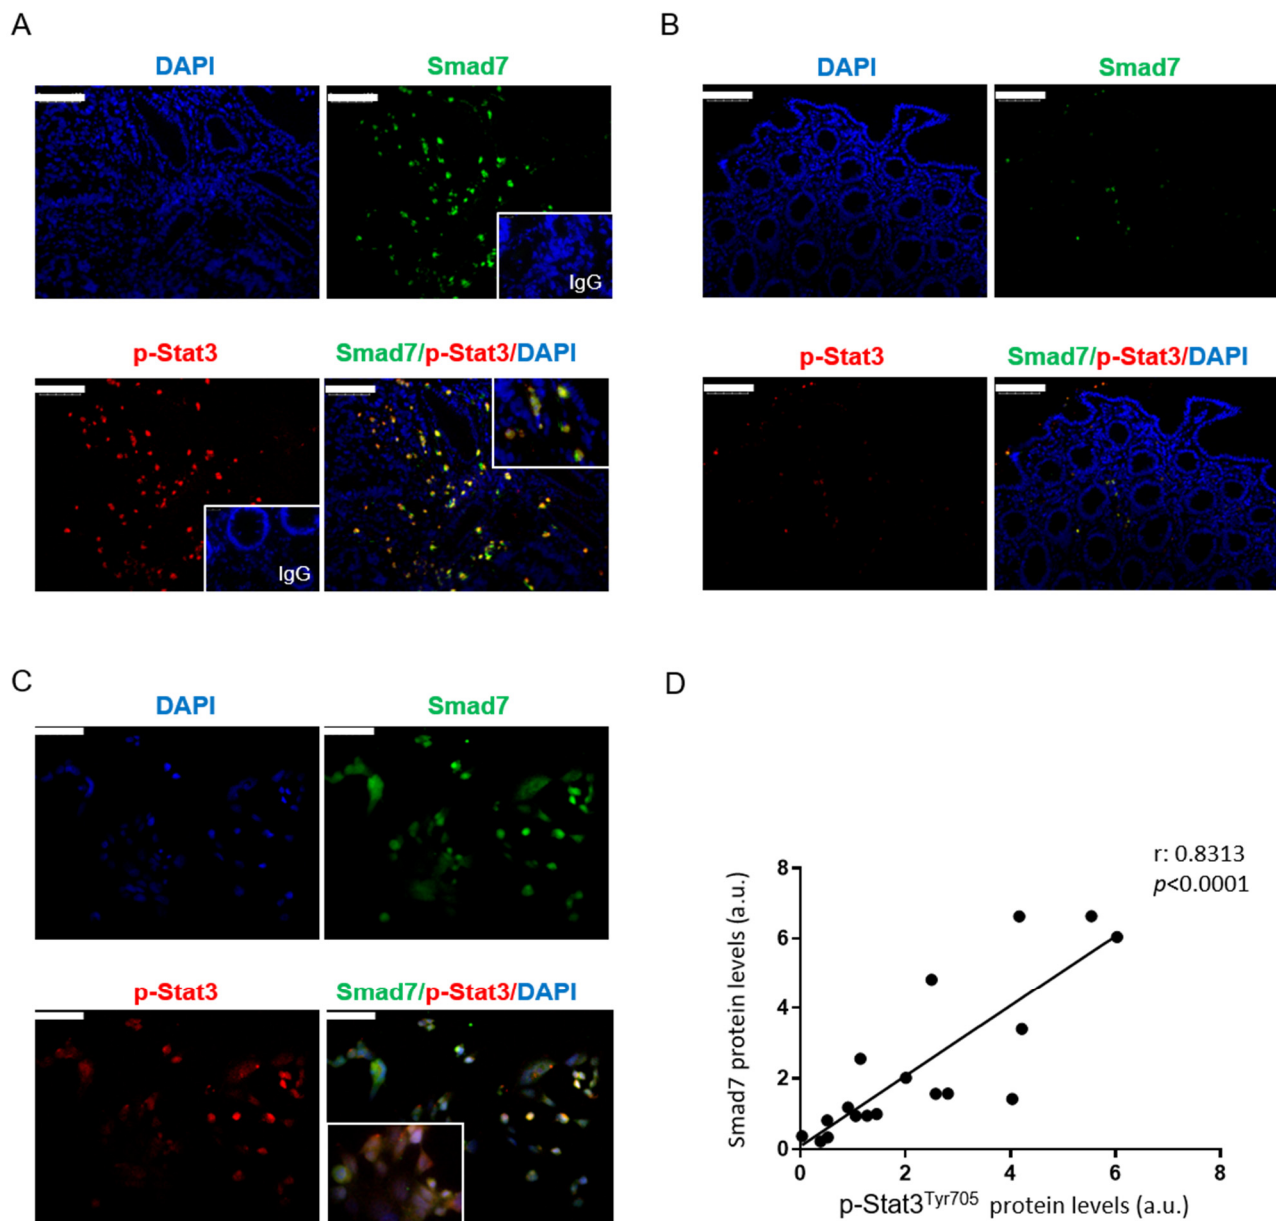 A
B
DAPI
Smad7
DAPI
Smad7
IgG
p-Stat3
Smad7/p-Stat3/DAPI
p-Stat3
Smad7/p-Stat3/DAPI
IgG
C
D
DAPI
Smad7
p-Stat3
Smad7/p-Stat3/DAPI
r: 0.8313
p<0.0001
Smad7 protein levels (a.u.)
8
6
4
2
0
0 2 4 6 8
p-Stat3Tyr705 protein levels (a.u.)